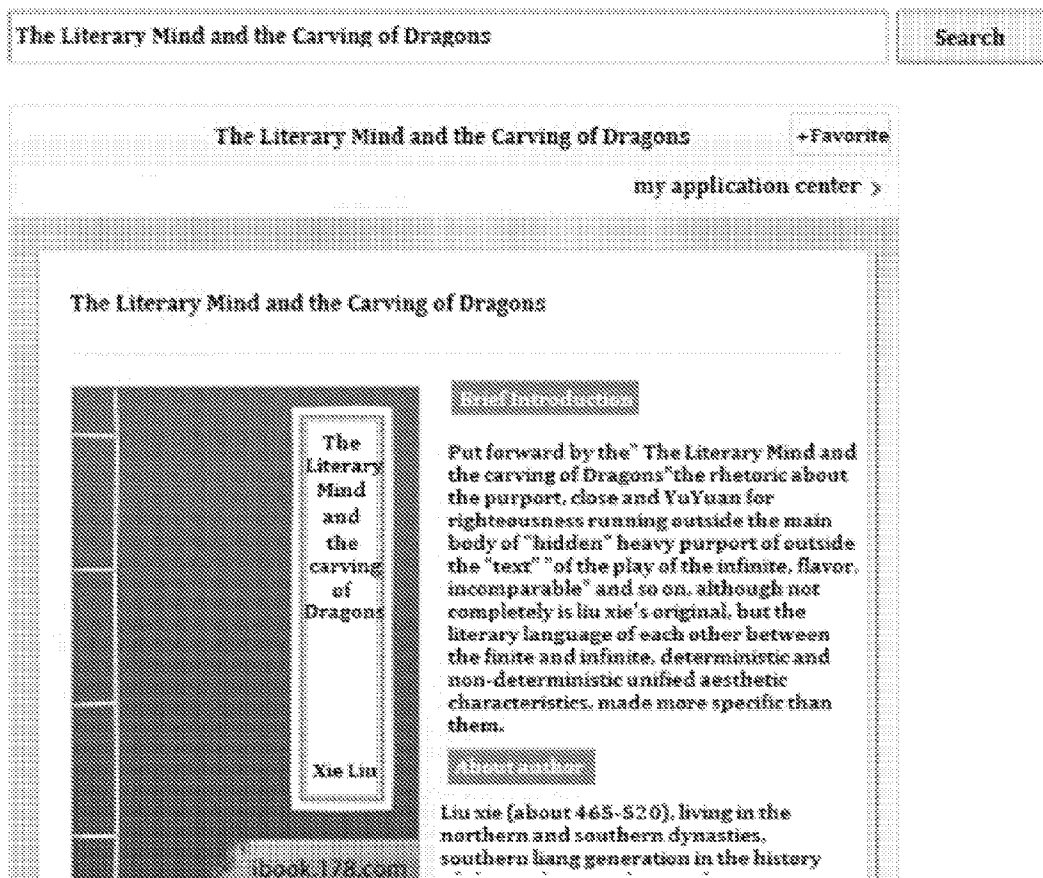 The Literary Mind and the Carving of Dragons
Search
The Literary Mind and the Carving of Dragons
+Favorite
my application center >
The Literary Mind and the Carving of Dragons
The
Literary
Mind
and
the
carving
of
Dragons
Xie Liu
ibook.178.com
Brief Introduction
Put forward by the" The Literary Mind and
the carving of Dragons"the rhetoric about
the purport, close and YuYuan for
righteousness running outside the main
body of "hidden" heavy purport of outside
the "text" "of the play of the infinite, flavor,
incomparable" and so on, although not
completely is liu xie's original, but the
literary language of each other between
the finite and infinite, deterministic and
non-deterministic unified aesthetic
characteristics, made more specific than
them.
About author
Liu xie (about 465-520), living in the
northern and southern dynasties,
southern liang generation in the history